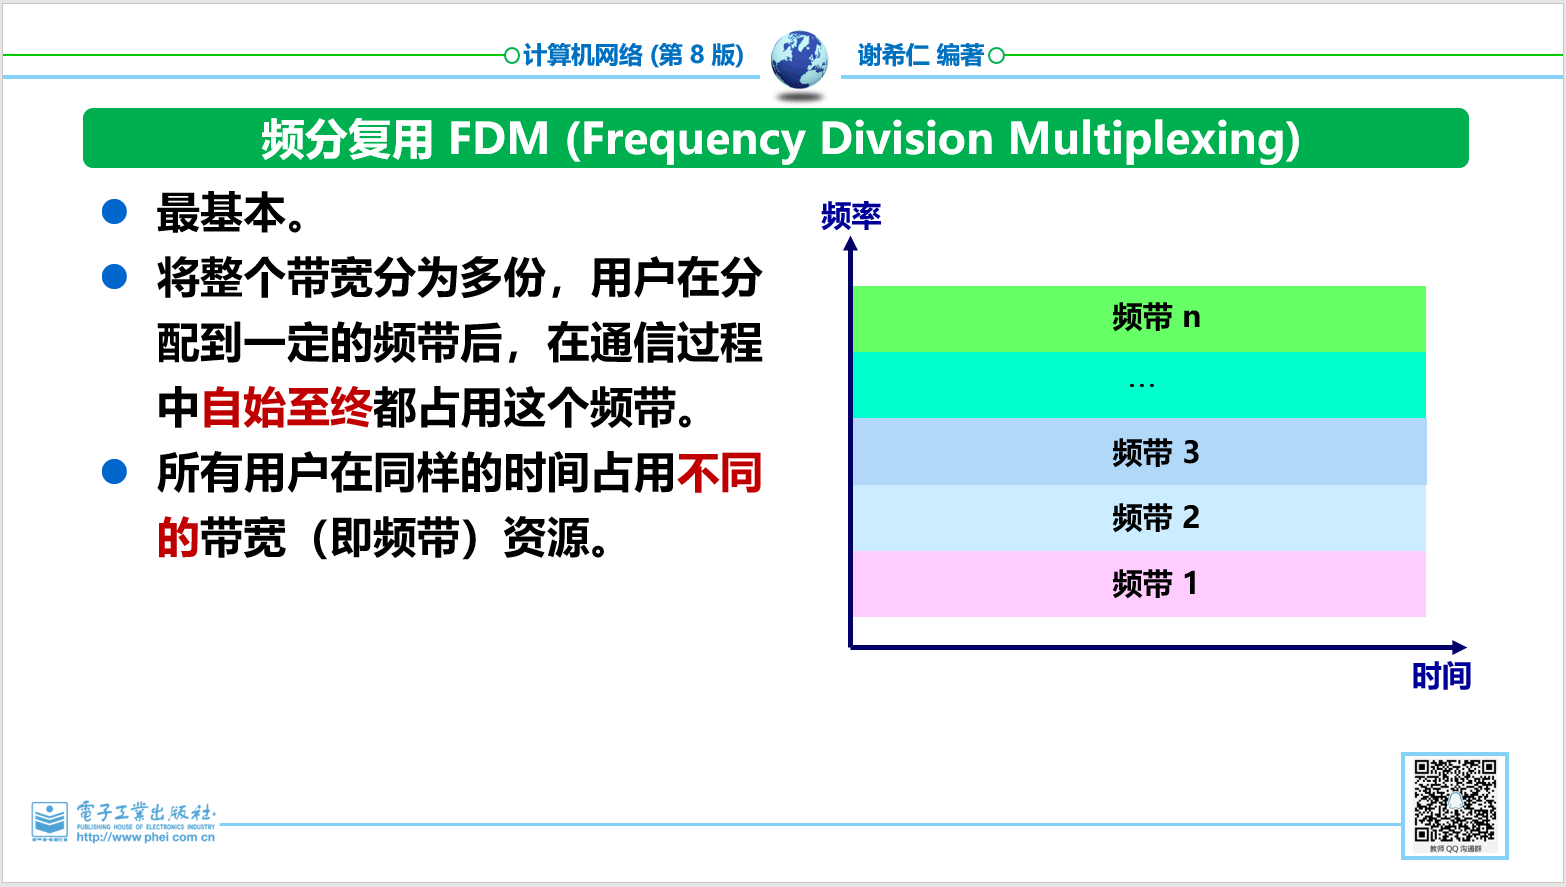 计算机网络 (第 8 版)
谢希仁 编著
频分复用 FDM (Frequency Division Multiplexing)
最基本。
将整个带宽分为多份，用户在分
配到一定的频带后，在通信过程
中自始至终都占用这个频带。
所有用户在同样的时间占用不同
的带宽（即频带）资源。
频率
频带 n
…
频带 3
频带 2
频带 1
时间
電子工業出版社·
PUBLISHING HOUSE OF ELECTRONICS INDUSTRY
http://www phei com cn
教师 QQ 沟通群